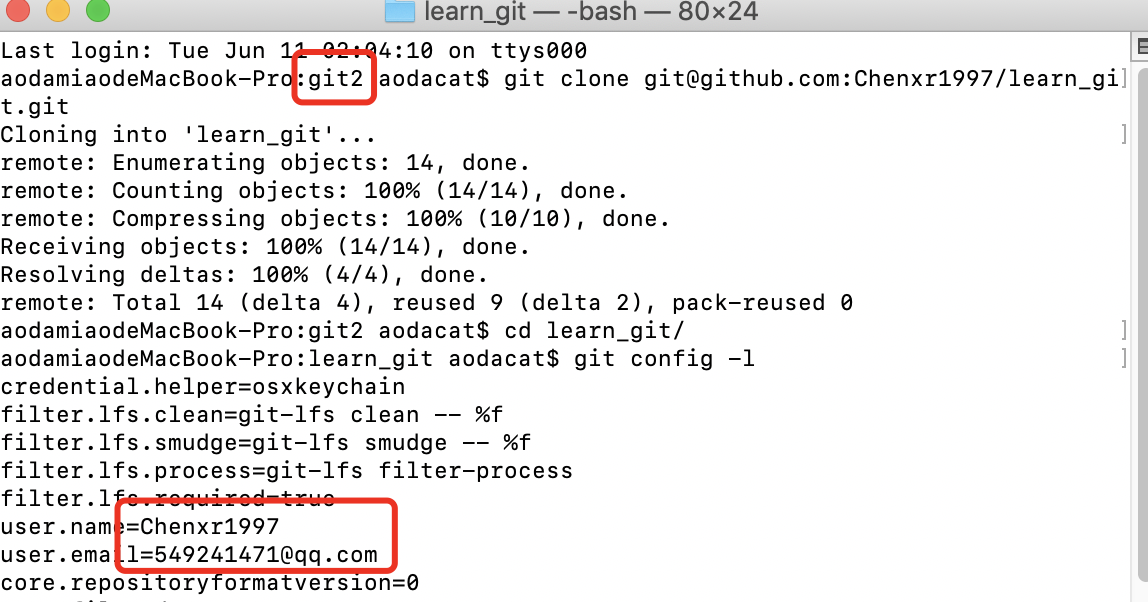 learn_git — -bash — 80×24
Last login: Tue Jun 11 02:04:10 on ttys000
aodamiaodeMacBook-Pro:git2 aodacat$ git clone git@github.com:Chenxr1997/learn_gi
t.git
Cloning into 'learn_git'...
remote: Enumerating objects: 14, done.
remote: Counting objects: 100% (14/14), done.
remote: Compressing objects: 100% (10/10), done.
Receiving objects: 100% (14/14), done.
Resolving deltas: 100% (4/4), done.
remote: Total 14 (delta 4), reused 9 (delta 2), pack-reused 0
aodamiaodeMacBook-Pro:git2 aodacat$ cd learn_git/
aodamiaodeMacBook-Pro:learn_git aodacat$ git config -l
credential.helper=osxkeychain
filter.lfs.clean=git-lfs clean -- %f
filter.lfs.smudge=git-lfs smudge -- %f
filter.lfs.process=git-lfs filter-process
filter.lfs.required=true
user.name=Chenxr1997
user.email=549241471@qq.com
core.repositoryformatversion=0